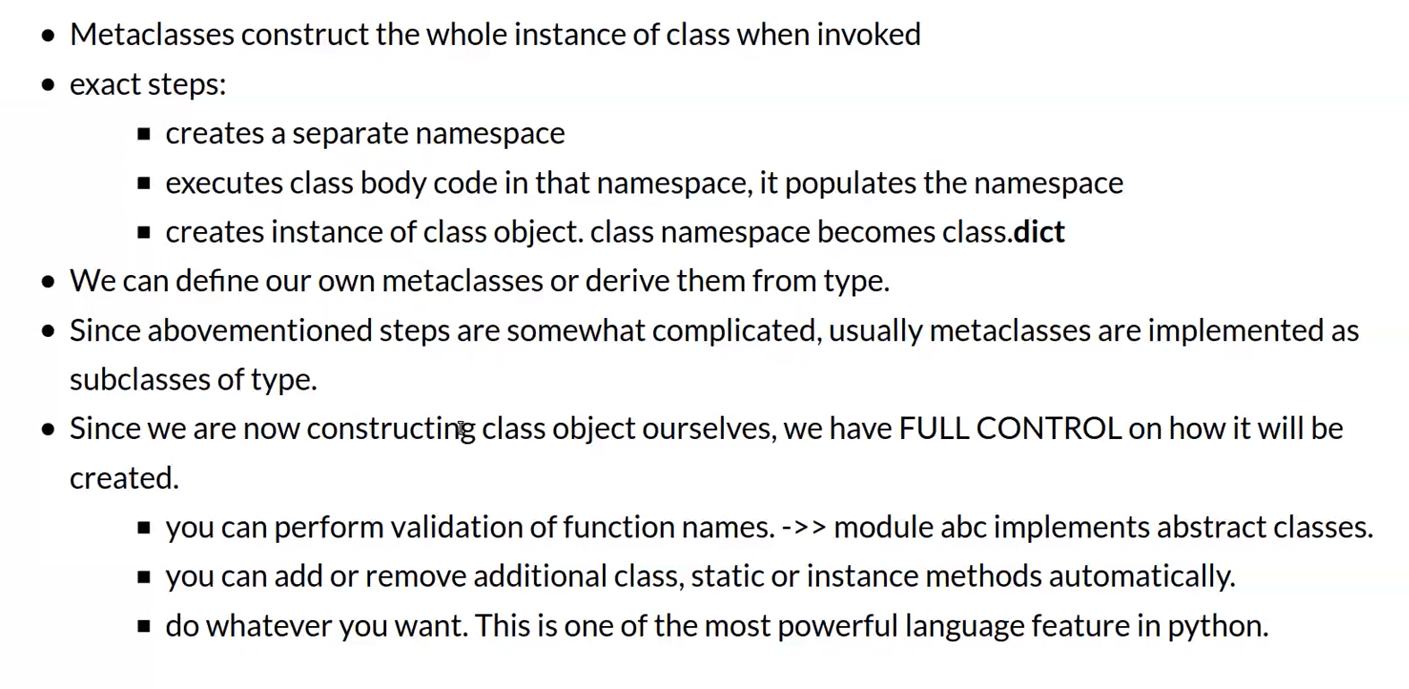 Metaclasses construct the whole instance of class when invoked
exact steps:
creates a separate namespace
executes class body code in that namespace, it populates the namespace
creates instance of class object. class namespace becomes class.dict
We can define our own metaclasses or derive them from type.
Since abovementioned steps are somewhat complicated, usually metaclasses are implemented as
subclasses of type.
Since we are now constructing class object ourselves, we have FULL CONTROL on how it will be
created.
you can perform validation of function names. ->> module abc implements abstract classes.
you can add or remove additional class, static or instance methods automatically.
do whatever you want. This is one of the most powerful language feature in python.